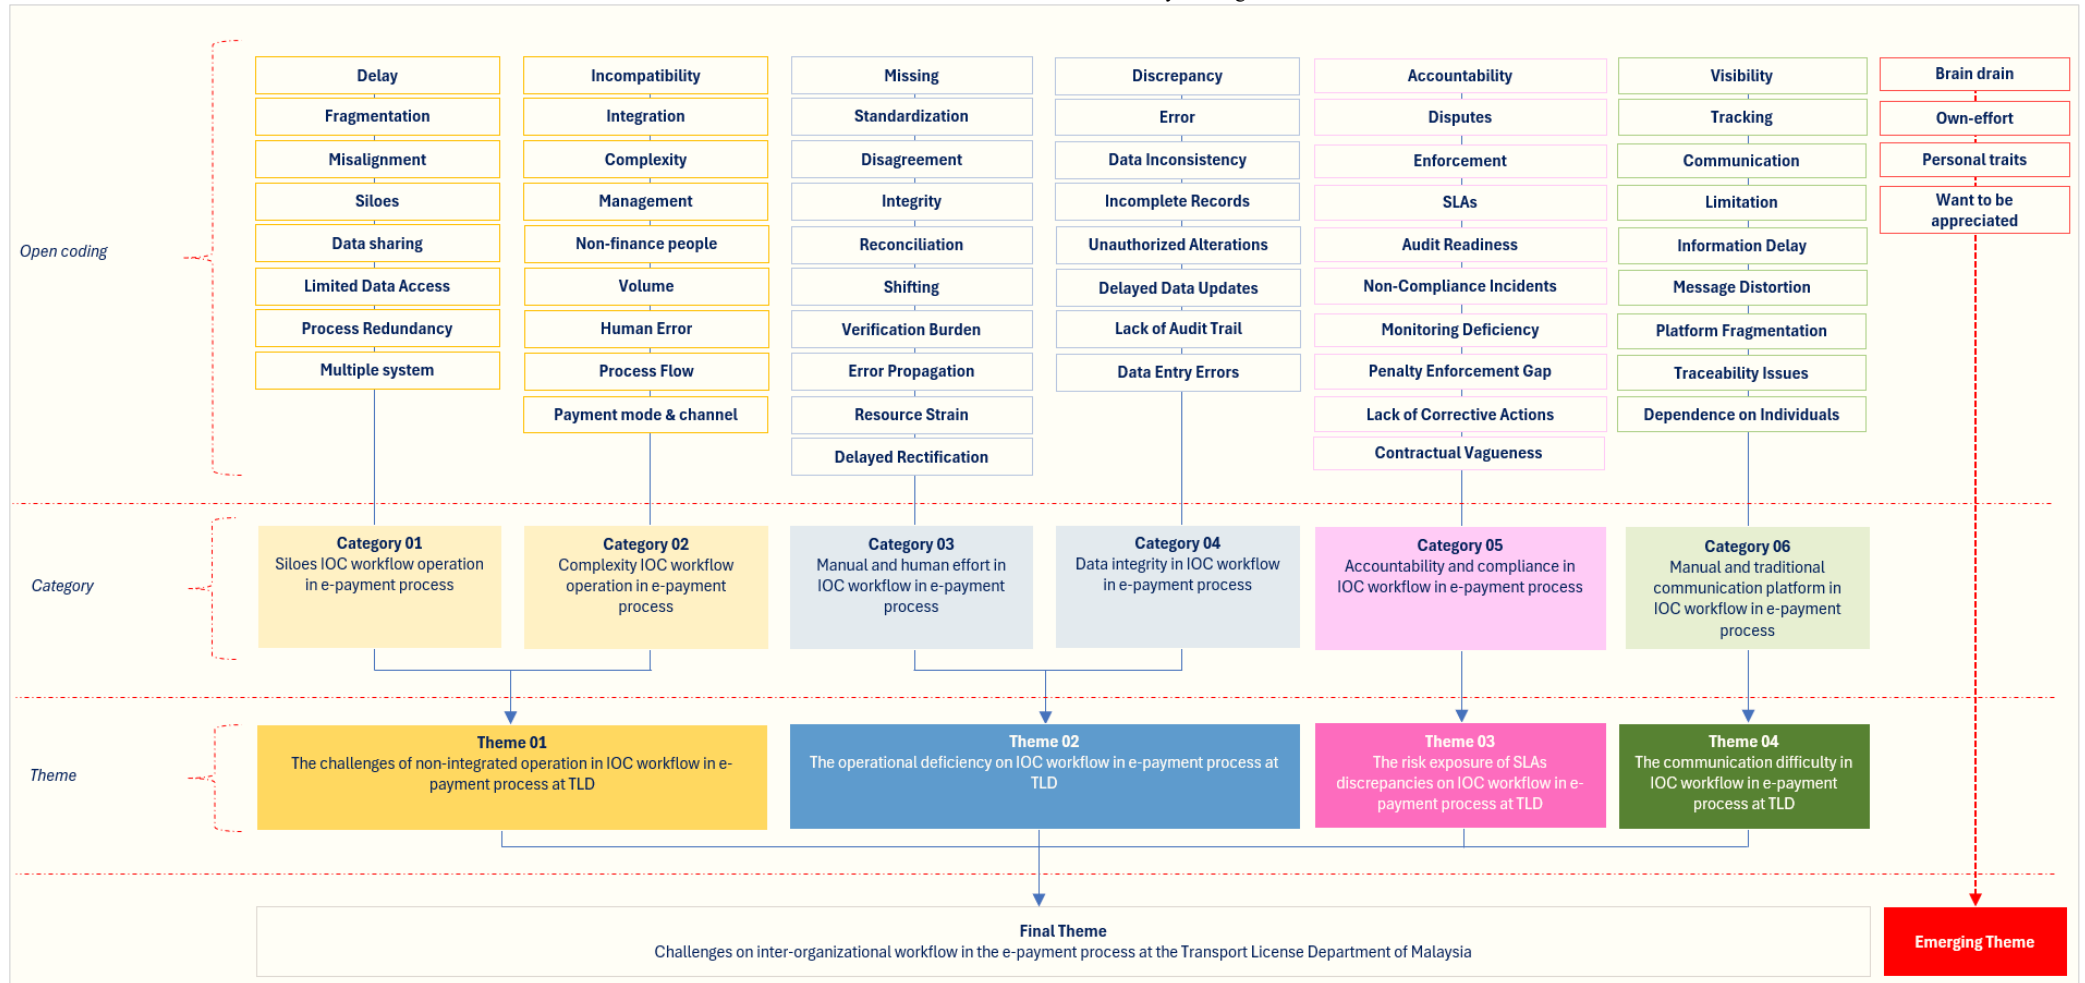 Delay
Fragmentation
Misalignment
Siloes
Data sharing
Limited Data Access
Process Redundancy
Multiple system
Incompatibility
Integration
Complexity
Management
Non-finance people
Volume
Human Error
Process Flow
Payment mode & channel
Missing
Standardization
Disagreement
Integrity
Reconciliation
Shifting
Verification Burden
Error Propagation
Resource Strain
Delayed Rectification
Discrepancy
Error
Data Inconsistency
Incomplete Records
Unauthorized Alterations
Delayed Data Updates
Lack of Audit Trail
Data Entry Errors
Accountability
Disputes
Enforcement
SLAs
Audit Readiness
Non-Compliance Incidents
Monitoring Deficiency
Penalty Enforcement Gap
Lack of Corrective Actions
Contractual Vagueness
Visibility
Tracking
Communication
Limitation
Information Delay
Message Distortion
Platform Fragmentation
Traceability Issues
Dependence on Individuals
Brain drain
Own-effort
Personal traits
Want to be
appreciated
Open coding
Category
Category 01
Siloes IOC workflow operation
in e-payment process
Category 02
Complexity IOC workflow
operation in e-payment
process
Category 03
Manual and human effort in
IOC workflow in e-payment
process
Category 04
Data integrity in IOC workflow
in e-payment process
Category 05
Accountability and compliance in
IOC workflow in e-payment process
Category 06
Manual and traditional
communication platform in
IOC workflow in e-payment
process
Theme
Theme 01
The challenges of non-integrated operation in IOC workflow in e-
payment process at TLD
Theme 02
The operational deficiency on IOC workflow in e-payment process at
TLD
Theme 03
The risk exposure of SLAs
discrepancies on IOC workflow in e-
payment process at TLD
Theme 04
The communication difficulty in
IOC workflow in e-payment
process at TLD
Final Theme
Challenges on inter-organizational workflow in the e-payment process at the Transport License Department of Malaysia
Emerging Theme